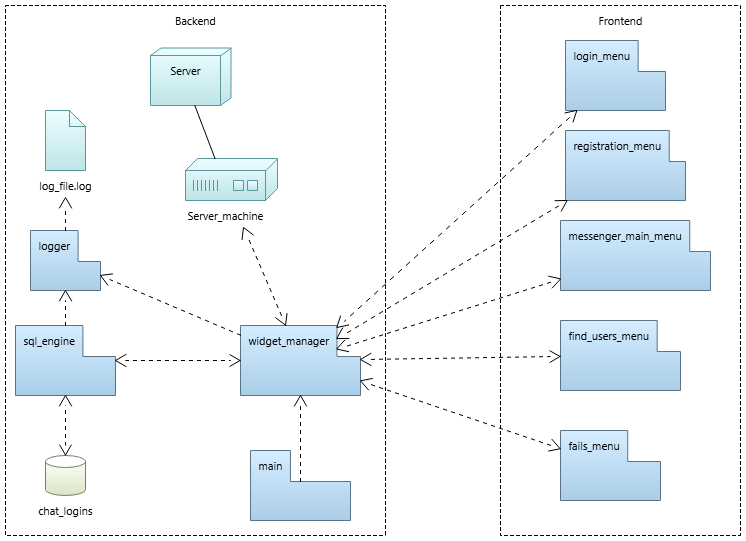 Backend
Server
log_file.log
Server_machine
logger
sql_engine
widget_manager
main
chat_logins
Frontend
login_menu
registration_menu
messenger_main_menu
find_users_menu
fails_menu